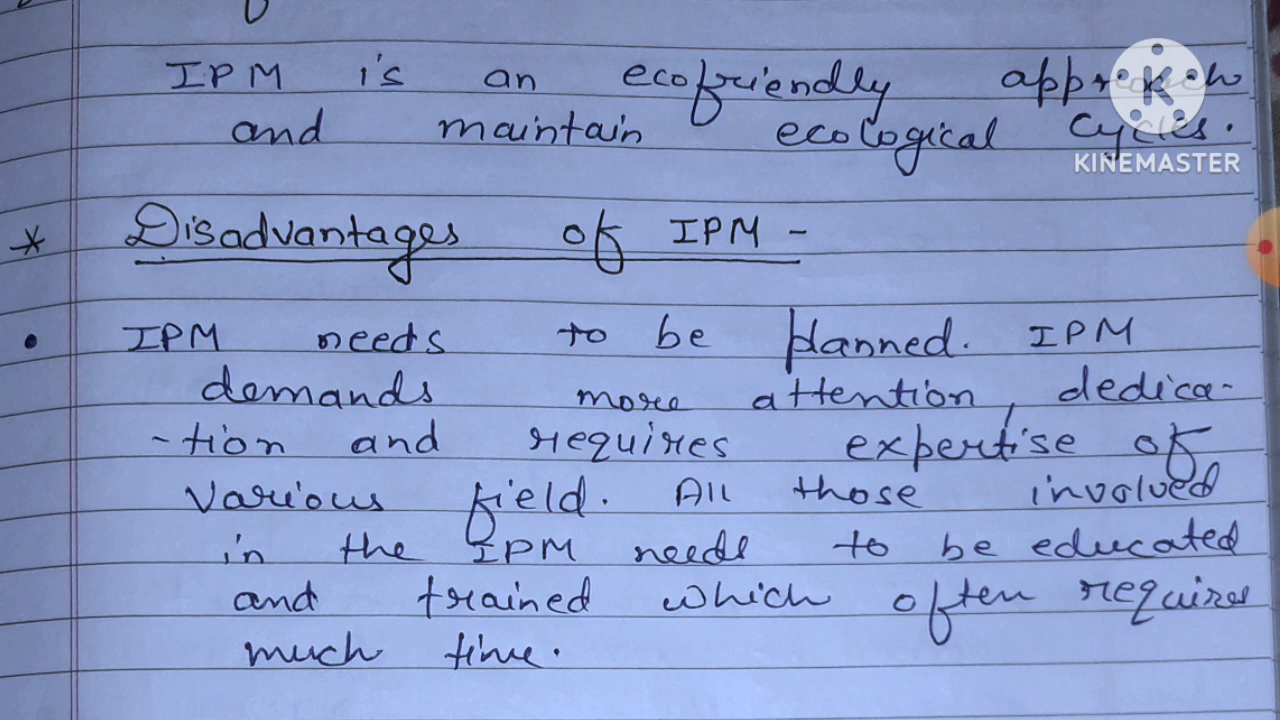 IPM is an ecofriendly approach
and maintain ecological cycles.
KINEMASTER
* Disadvantages of IPM -
• IPM needs to be planned. IPM
demands more attention, dedica-
-tion and requires expertise of
various field. All those involved
in the IPM needs to be educated
and trained which often requires
much time.